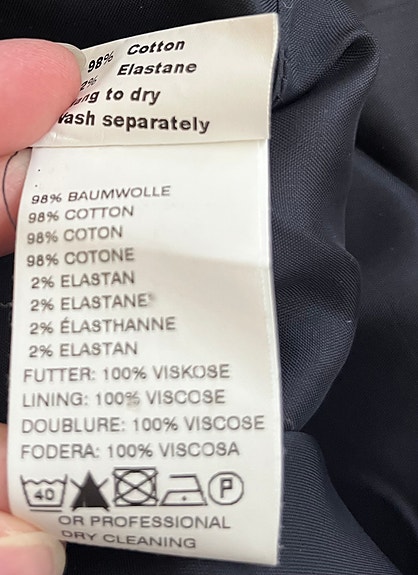 98% Cotton
2% Elastane
to dry
separately
98% BAUMWOLLE
98% COTTON
98% COTON
98% COTONE
2% ELASTAN
2% ELASTANE
2% ÉLASTHANNE
2% ELASTAN
FUTTER: 100% VISKOSE
LINING: 100% VISCOSE
DOUBLURE: 100% VISCOSE
FODERA: 100% VISCOSA
40 P
OR PROFESSIONAL
DRY CLEANING